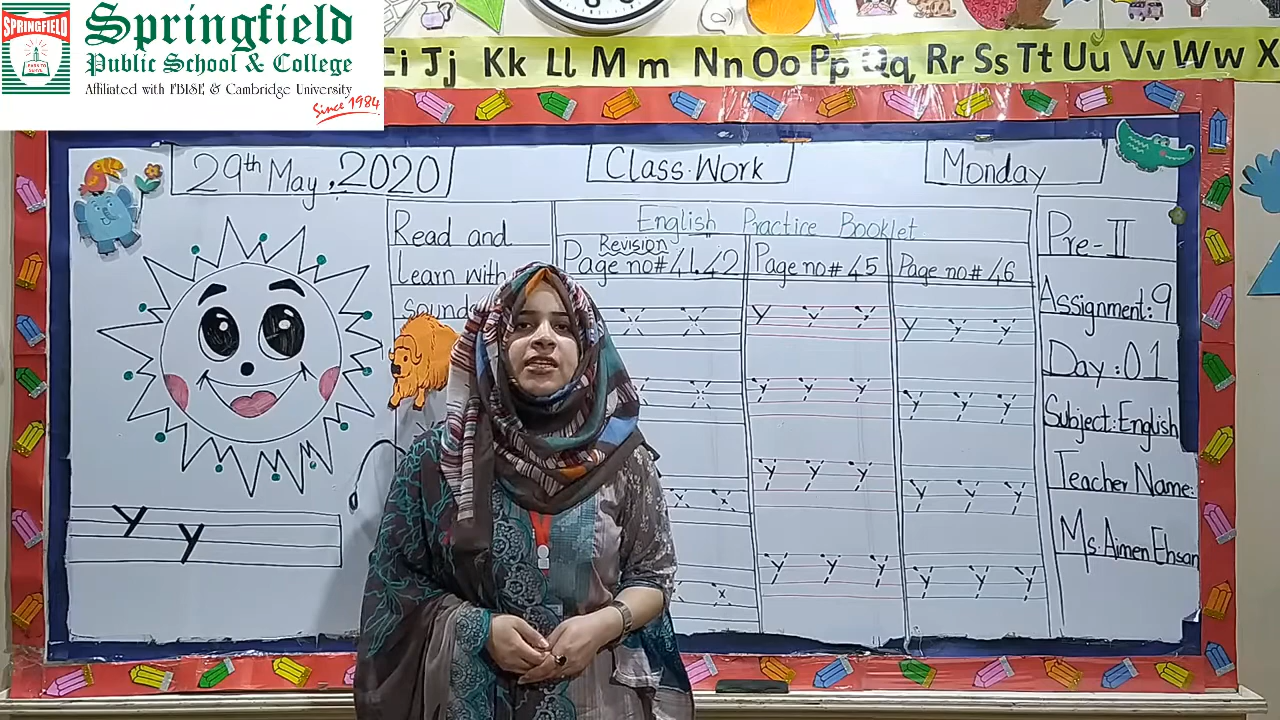 SPRINGFIELD
Springfield
Public School & College
Affiliated with FBISE & Cambridge University
Since 1984
Ii Jj Kk Ll Mm Nn Oo Pp Qq Rr Ss Tt Uu Vv Ww X
29th May, 2020
Class Work
Monday
Read and
Learn with
sound
English Practice Booklet
Revision
Page no# 41.42
Page no# 45
Page no# 46
x x
y y y
y y y
x
y y y
y y y
x x
y y y
y y y
x
y y y
y y y
Y y
Pre-II
Assignment: 9
Day: 01
Subject: English
Teacher Name:
Ms. Aimen Ehsan